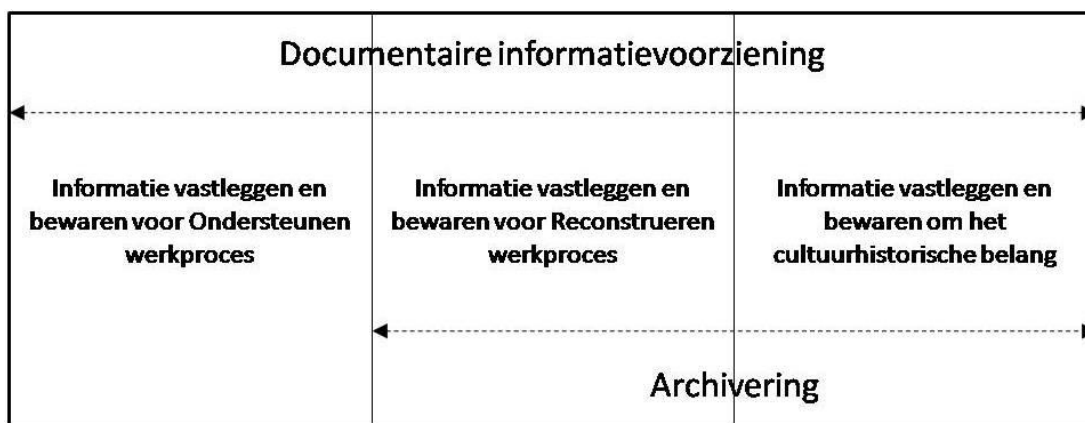 Documentaire informatievoorziening
Informatie vastleggen en
bewaren voor Ondersteunen
werkproces
Informatie vastleggen en
bewaren voor Reconstrueren
werkproces
Informatie vastleggen en
bewaren om het
cultuurhistorische belang
Archivering